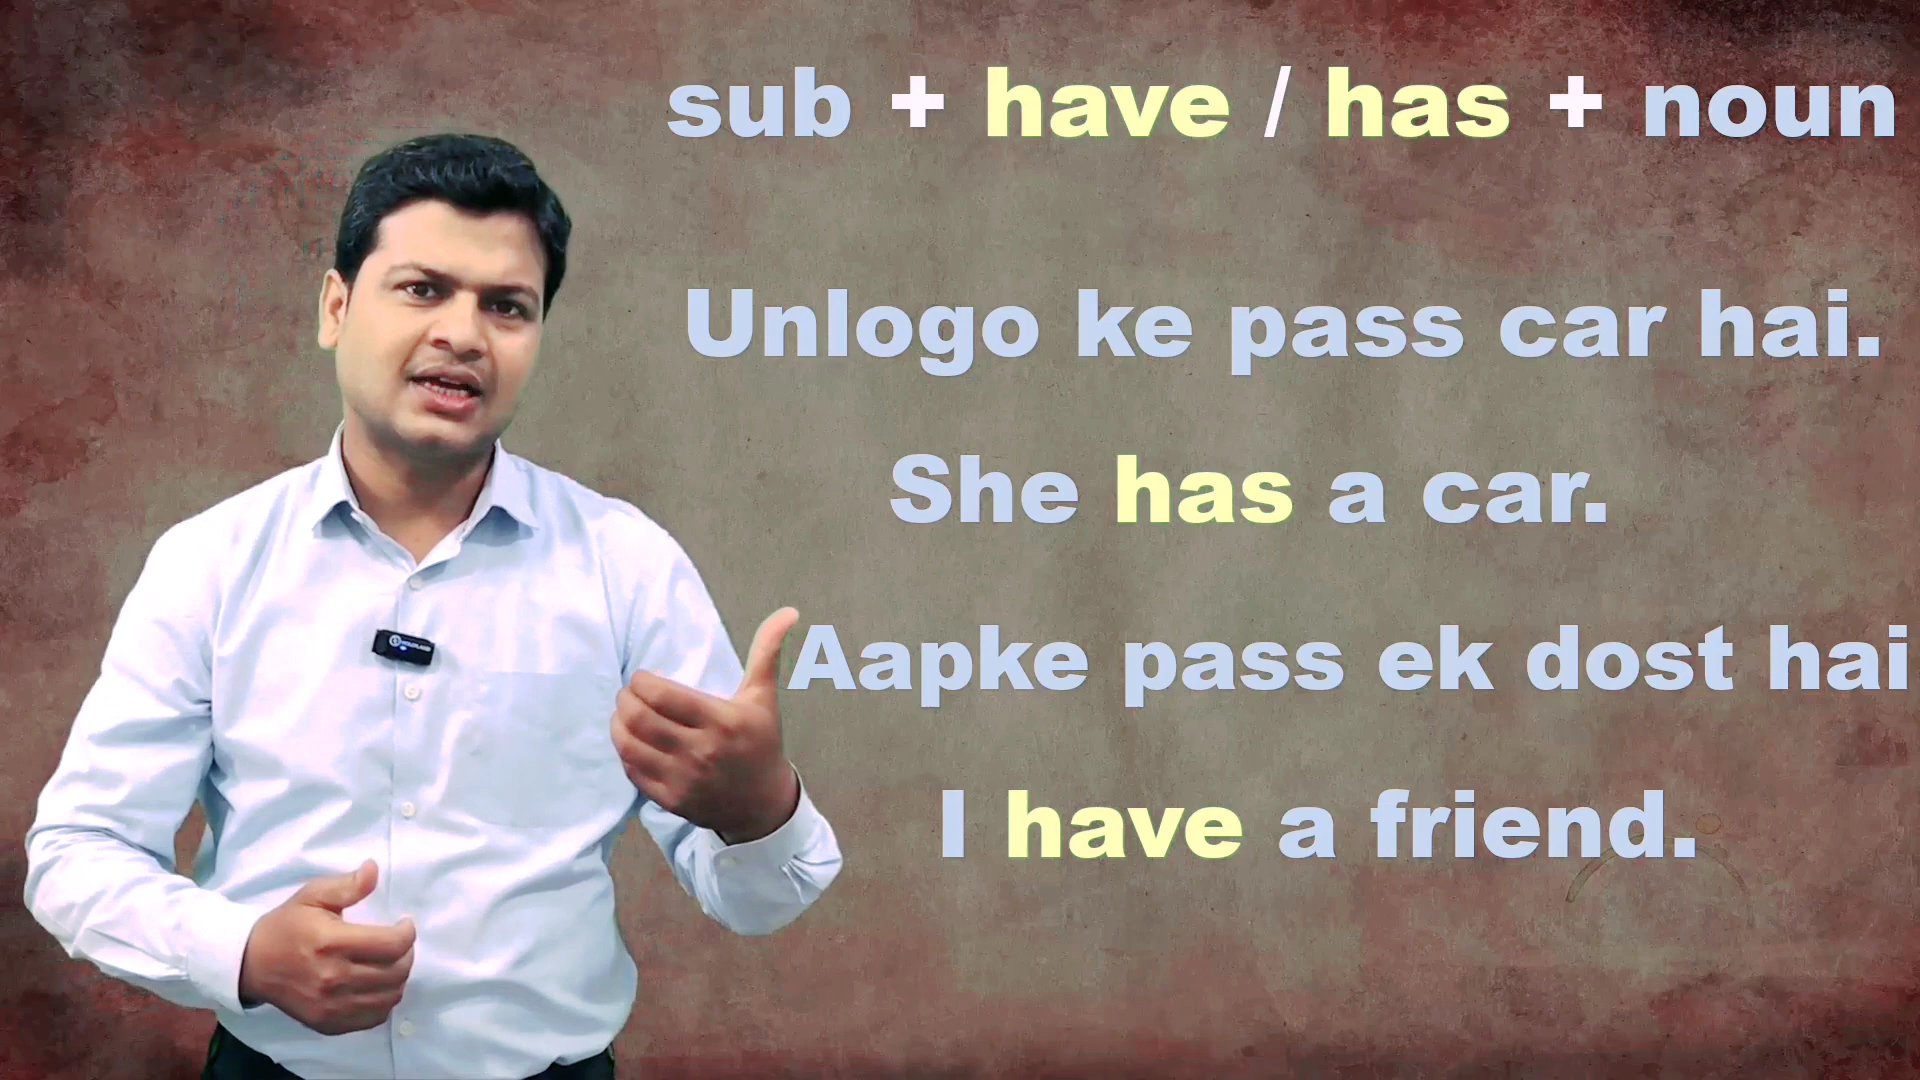 sub + have / has + noun
Unlogo ke pass car hai.
She has a car.
Aapke pass ek dost hai
I have a friend.